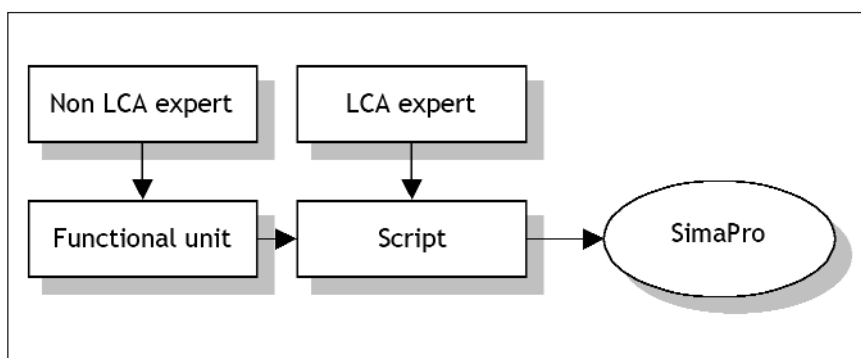 Non LCA expert
LCA expert
Functional unit
Script
SimaPro